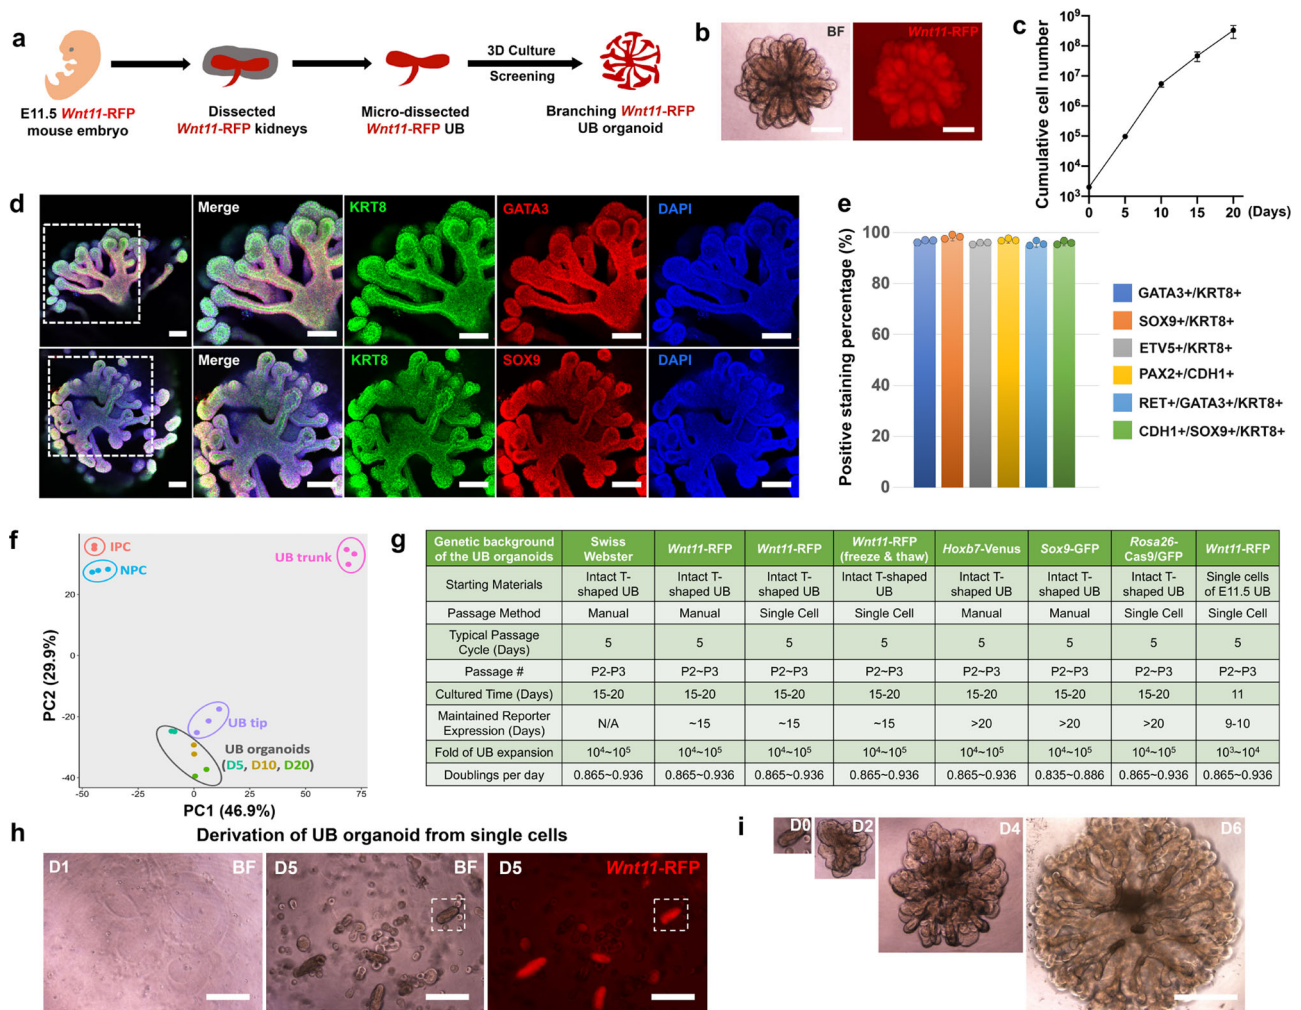 a
E11.5 Wnt11-RFP
mouse embryo
Dissected
Wnt11-RFP kidneys
Micro-dissected
Wnt11-RFP UB
3D Culture
Screening
Branching Wnt11-RFP
UB organoid
b
BF
Wnt11-RFP
c
Cumulative cell number
10⁹
10⁸
10⁷
10⁶
10⁵
10⁴
10³
0 5 10 15 20 (Days)
d
Merge KRT8 GATA3 DAPI
Merge KRT8 SOX9 DAPI
e
Positive staining percentage (%)
100
80
60
40
20
0
GATA3+/KRT8+
SOX9+/KRT8+
ETV5+/KRT8+
PAX2+/CDH1+
RET+/GATA3+/KRT8+
CDH1+/SOX9+/KRT8+
f
IPC
NPC
UB trunk
UB tip
UB organoids
(D5, D10, D20)
PC2 (29.9%)
20
0
-20
-40
-50 -25 0 25 50 75
PC1 (46.9%)
g
Genetic background of the UB organoids | Swiss Webster | Wnt11-RFP | Wnt11-RFP | Wnt11-RFP (freeze & thaw) | Hoxb7-Venus | Sox9-GFP | Rosa26-Cas9/GFP | Wnt11-RFP
Starting Materials | Intact T-shaped UB | Intact T-shaped UB | Intact T-shaped UB | Intact T-shaped UB | Intact T-shaped UB | Intact T-shaped UB | Intact T-shaped UB | Single cells of E11.5 UB
Passage Method | Manual | Manual | Single Cell | Single Cell | Manual | Manual | Single Cell | Single Cell
Typical Passage Cycle (Days) | 5 | 5 | 5 | 5 | 5 | 5 | 5 | 5
Passage # | P2-P3 | P2~P3 | P2~P3 | P2~P3 | P2~P3 | P2~P3 | P2~P3 | P2~P3
Cultured Time (Days) | 15-20 | 15-20 | 15-20 | 15-20 | 15-20 | 15-20 | 15-20 | 11
Maintained Reporter Expression (Days) | N/A | ~15 | ~15 | ~15 | >20 | >20 | >20 | 9-10
Fold of UB expansion | 10⁴~10⁵ | 10⁴~10⁵ | 10⁴~10⁵ | 10⁴~10⁵ | 10⁴~10⁵ | 10⁴~10⁵ | 10⁴~10⁵ | 10³~10⁴
Doublings per day | 0.865~0.936 | 0.865~0.936 | 0.865~0.936 | 0.865~0.936 | 0.865~0.936 | 0.835~0.886 | 0.865~0.936 | 0.865~0.936
h
Derivation of UB organoid from single cells
D1 BF
D5 BF
D5 Wnt11-RFP
i
D0
D2
D4
D6